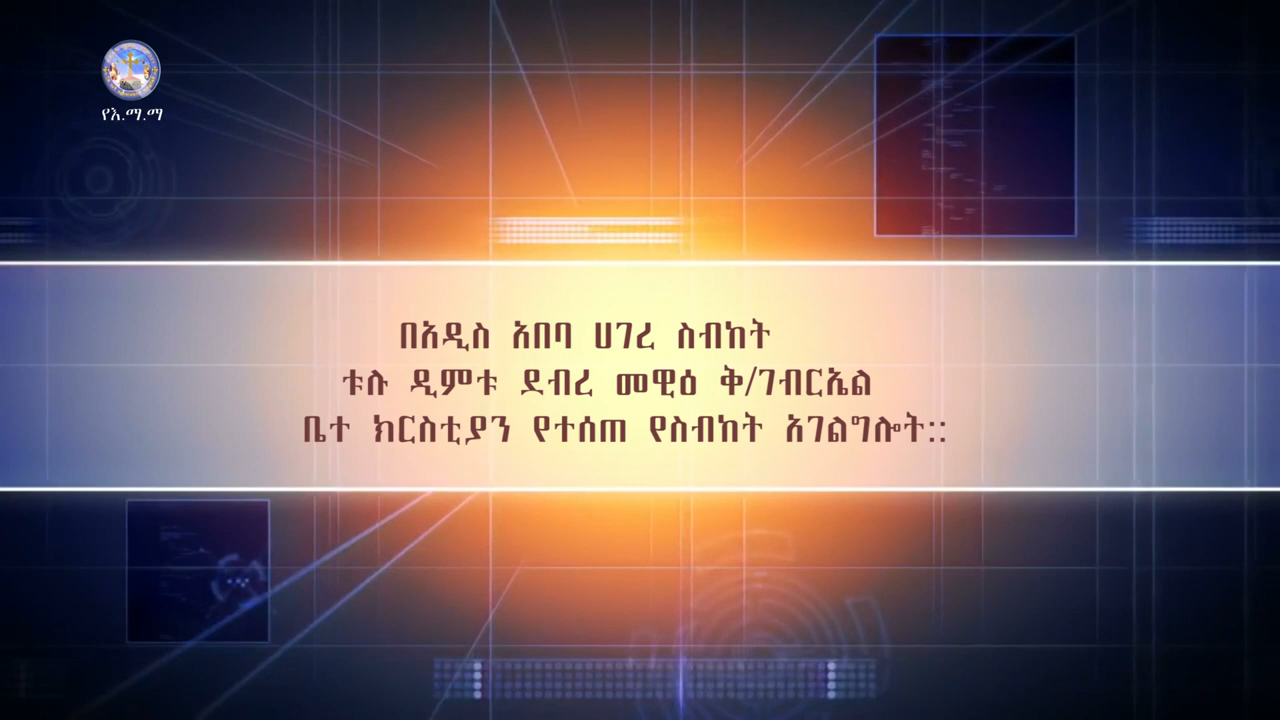 የእ.ማ.ማ
በአዲስ አበባ ሀገረ ስብከት
ቱሉ ዲምቱ ደብረ መዊዕ ቅ/ገብርኤል
ቤተ ክርስቲያን የተሰጠ የስብከት አገልግሎት::